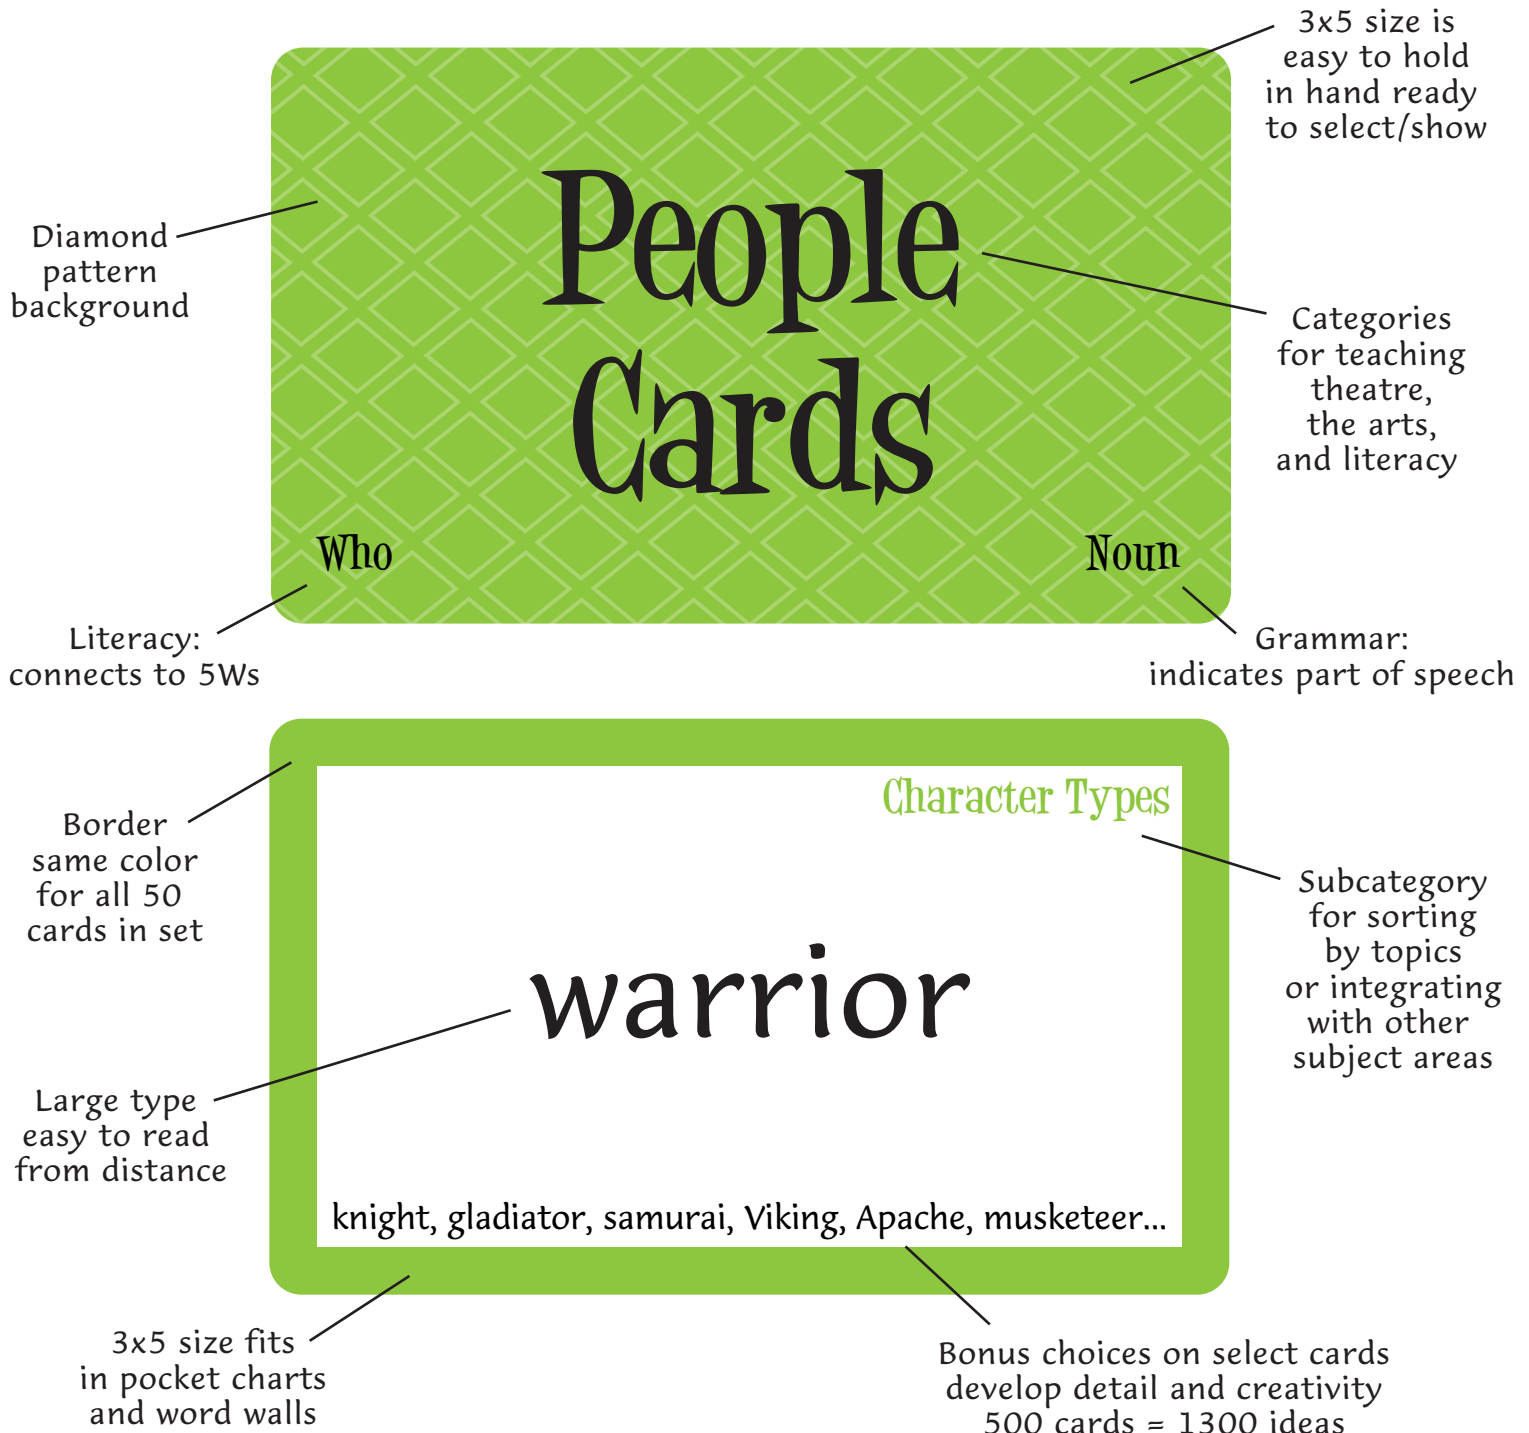 3x5 size is
easy to hold
in hand ready
to select/show
Diamond
pattern
background
People
Cards
Categories
for teaching
theatre,
the arts,
and literacy
Who
Noun
Literacy:
connects to 5Ws
Grammar:
indicates part of speech
Character Types
Border
same color
for all 50
cards in set
Subcategory
for sorting
by topics
or integrating
with other
subject areas
warrior
Large type
easy to read
from distance
knight, gladiator, samurai, Viking, Apache, musketeer...
3x5 size fits
in pocket charts
and word walls
Bonus choices on select cards
develop detail and creativity
500 cards = 1300 ideas